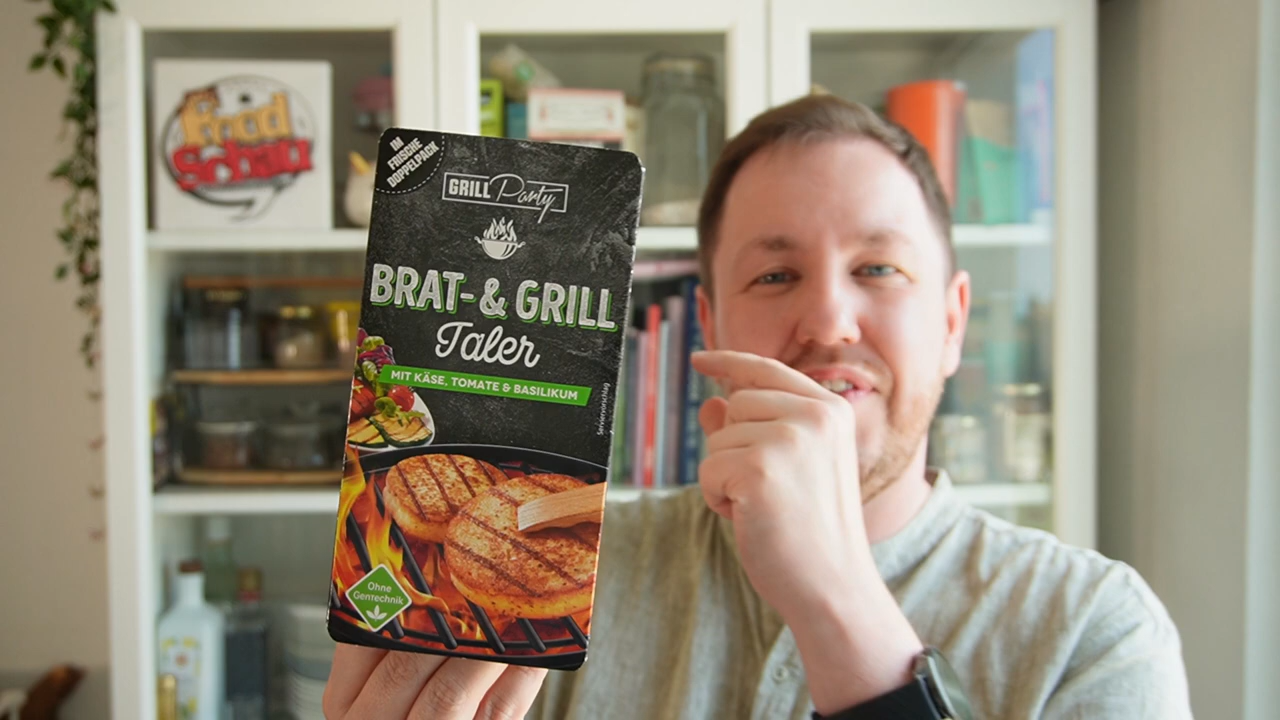 Food
Schau
IM
FRISCHE
DOPPELPACK
GRILL Party
BRAT- & GRILL
Taler
MIT KÄSE, TOMATE & BASILIKUM
Serviervorschlag
Ohne
GenTechnik